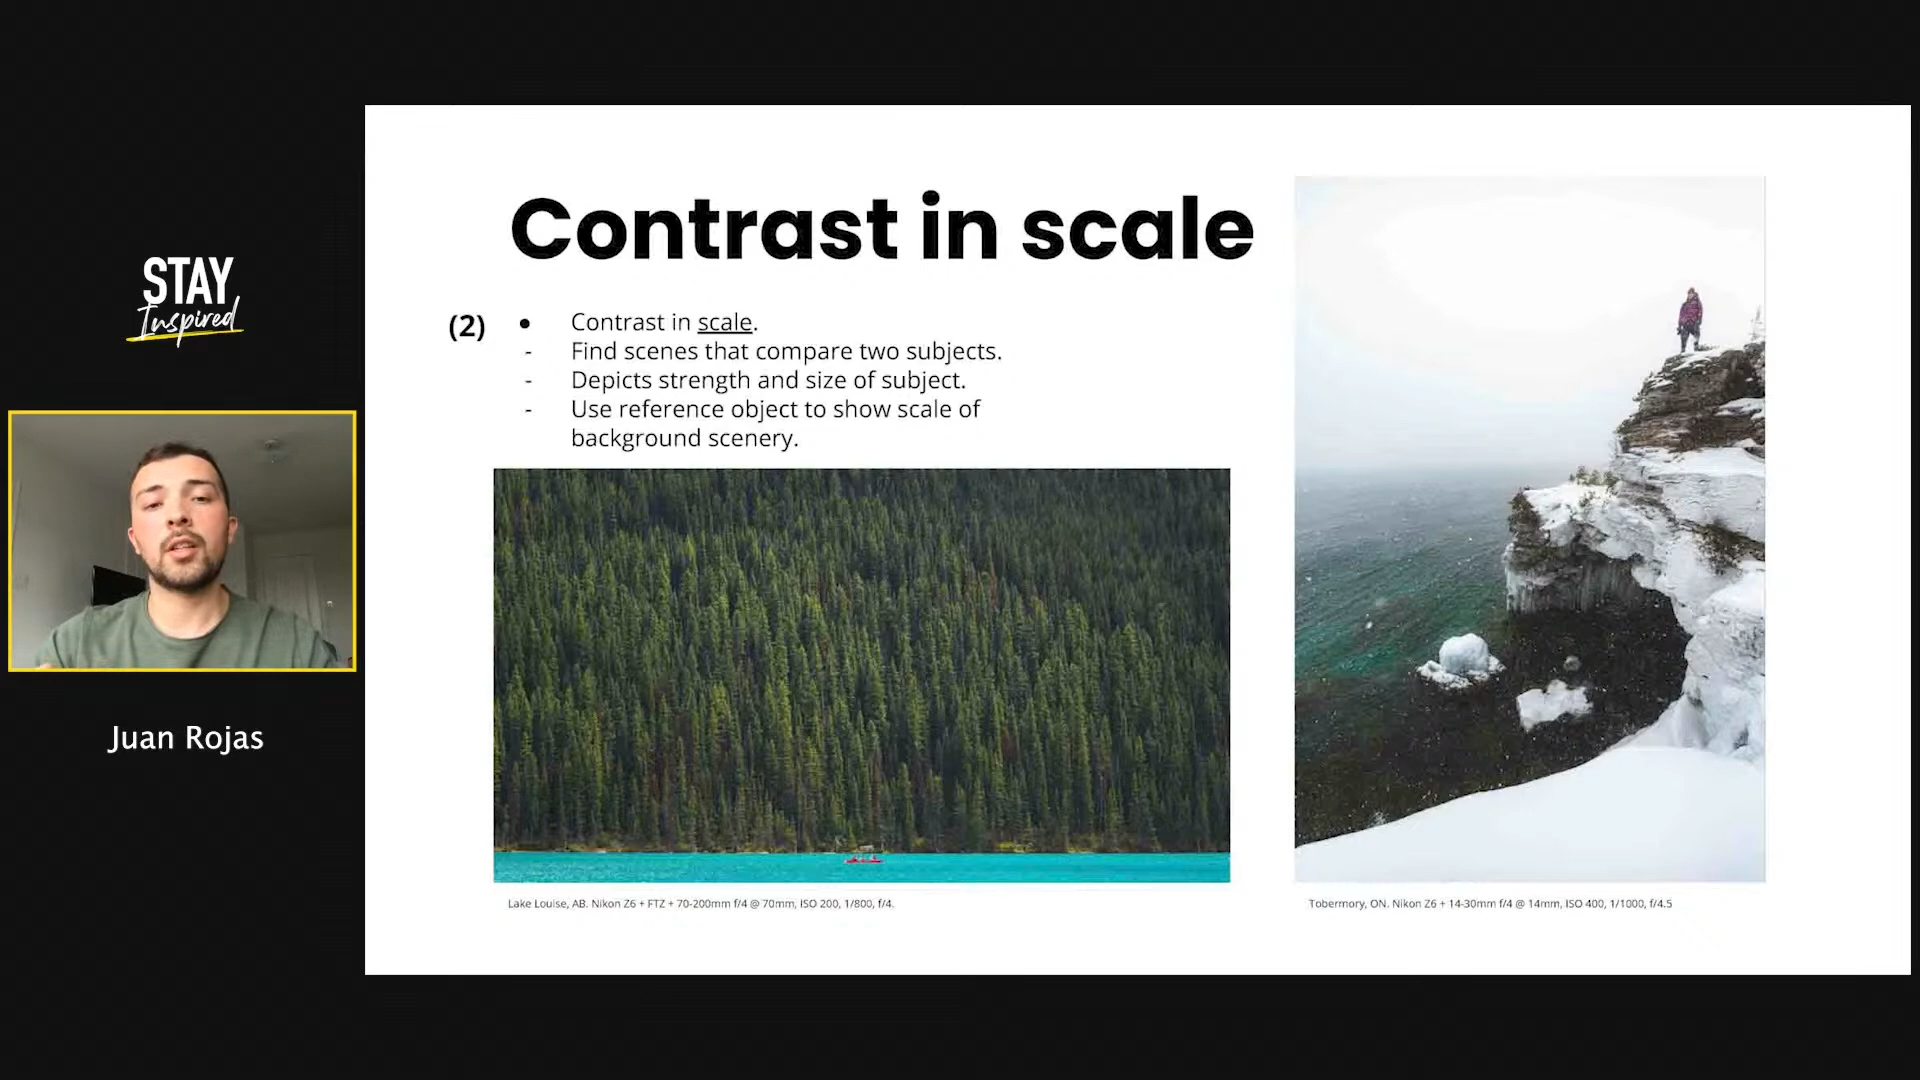 STAY
Inspired
Juan Rojas
Contrast in scale
(2) ● Contrast in scale.
- Find scenes that compare two subjects.
- Depicts strength and size of subject.
- Use reference object to show scale of
background scenery.
Lake Louise, AB. Nikon Z6 + FTZ + 70-200mm f/4 @ 70mm, ISO 200, 1/800, f/4.
Tobermory, ON. Nikon Z6 + 14-30mm f/4 @ 14mm, ISO 400, 1/1000, f/4.5